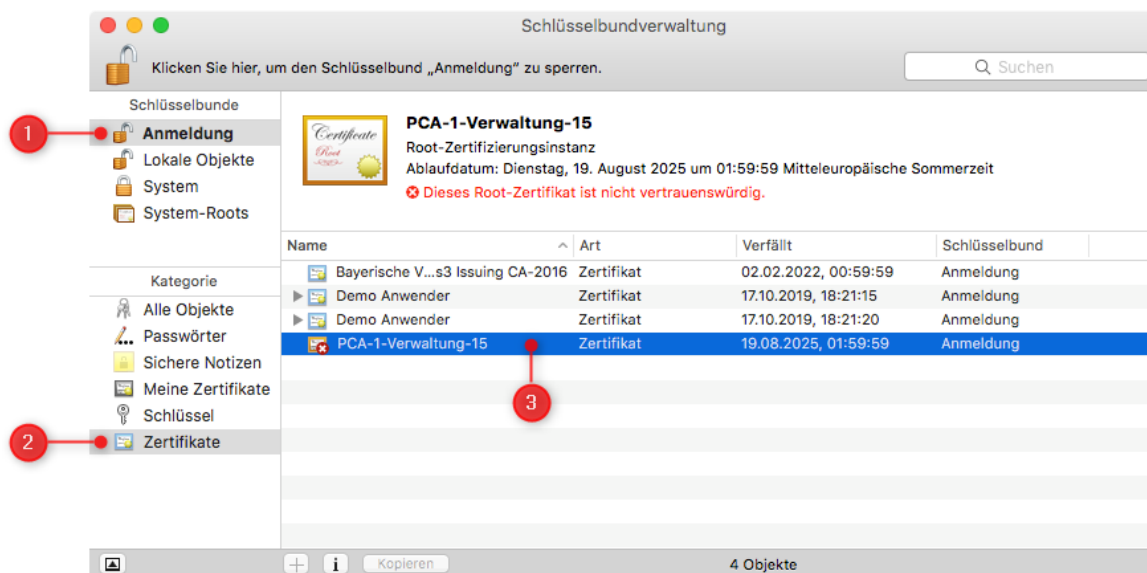 Schlüsselbundverwaltung
Klicken Sie hier, um den Schlüsselbund „Anmeldung" zu sperren.
Suchen
Schlüsselbunde
1
Anmeldung
Lokale Objekte
System
System-Roots
Certificate
Root
PCA-1-Verwaltung-15
Root-Zertifizierungsinstanz
Ablaufdatum: Dienstag, 19. August 2025 um 01:59:59 Mitteleuropäische Sommerzeit
Dieses Root-Zertifikat ist nicht vertrauenswürdig.
Name Art Verfällt Schlüsselbund
Bayerische V...s3 Issuing CA-2016 Zertifikat 02.02.2022, 00:59:59 Anmeldung
Demo Anwender Zertifikat 17.10.2019, 18:21:15 Anmeldung
Demo Anwender Zertifikat 17.10.2019, 18:21:20 Anmeldung
PCA-1-Verwaltung-15 Zertifikat 19.08.2025, 01:59:59 Anmeldung
3
Kategorie
Alle Objekte
Passwörter
Sichere Notizen
Meine Zertifikate
Schlüssel
2
Zertifikate
i
Kopieren
4 Objekte